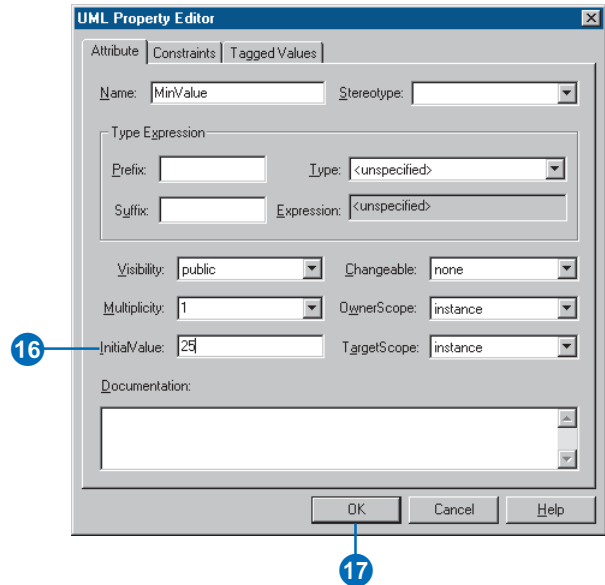 UML Property Editor
Attribute Constraints Tagged Values
Name: MinValue Stereotype:
Type Expression
Prefix: Type: <unspecified>
Suffix: Expression: <unspecified>
Visibility: public Changeable: none
Multiplicity: 1 OwnerScope: instance
16 InitialValue: 25 TargetScope: instance
Documentation:
OK Cancel Help
17